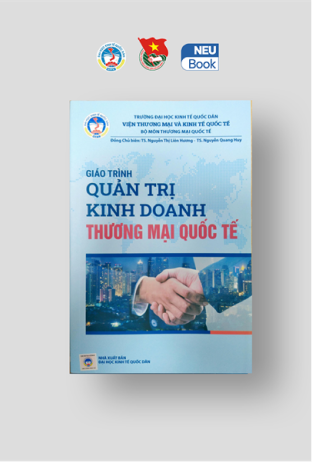 NEU
Book
TRƯỜNG ĐẠI HỌC KINH TẾ QUỐC DÂN
VIỆN THƯƠNG MẠI VÀ KINH TẾ QUỐC TẾ
BỘ MÔN THƯƠNG MẠI QUỐC TẾ
Đồng Chủ biên: TS. Nguyễn Thị Liên Hương - TS. Nguyễn Quang Huy
GIÁO TRÌNH
QUẢN TRỊ
KINH DOANH
THƯƠNG MẠI QUỐC TẾ
NHÀ XUẤT BẢN
ĐẠI HỌC KINH TẾ QUỐC DÂN